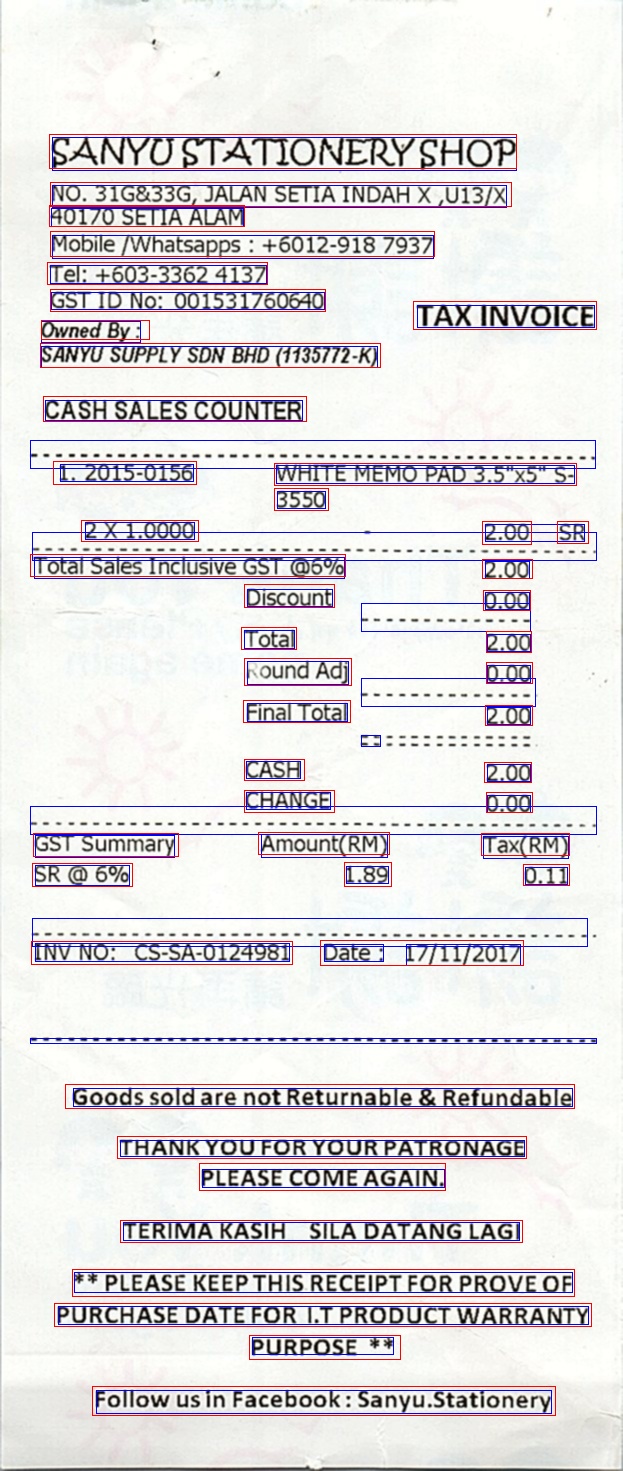 SANYU STATIONERY SHOP
NO. 31G&33G, JALAN SETIA INDAH X ,U13/X
40170 SETIA ALAM
Mobile /Whatsapps : +6012-918 7937
Tel: +603-3362 4137
GST ID No: 001531760640
TAX INVOICE
Owned By :
SANYU SUPPLY SDN BHD (1135772-K)
CASH SALES COUNTER
1. 2015-0156 WHITE MEMO PAD 3.5"x5" S-
3550
2 X 1.0000 - 2.00 SR
Total Sales Inclusive GST @6% 2.00
Discount 0.00
Total 2.00
Round Adj 0.00
Final Total 2.00
CASH 2.00
CHANGE 0.00
GST Summary Amount(RM) Tax(RM)
SR @ 6% 1.89 0.11
INV NO: CS-SA-0124981 Date : 17/11/2017
Goods sold are not Returnable & Refundable
THANK YOU FOR YOUR PATRONAGE
PLEASE COME AGAIN.
TERIMA KASIH SILA DATANG LAGI
** PLEASE KEEP THIS RECEIPT FOR PROVE OF
PURCHASE DATE FOR I.T PRODUCT WARRANTY
PURPOSE **
Follow us in Facebook : Sanyu.Stationery